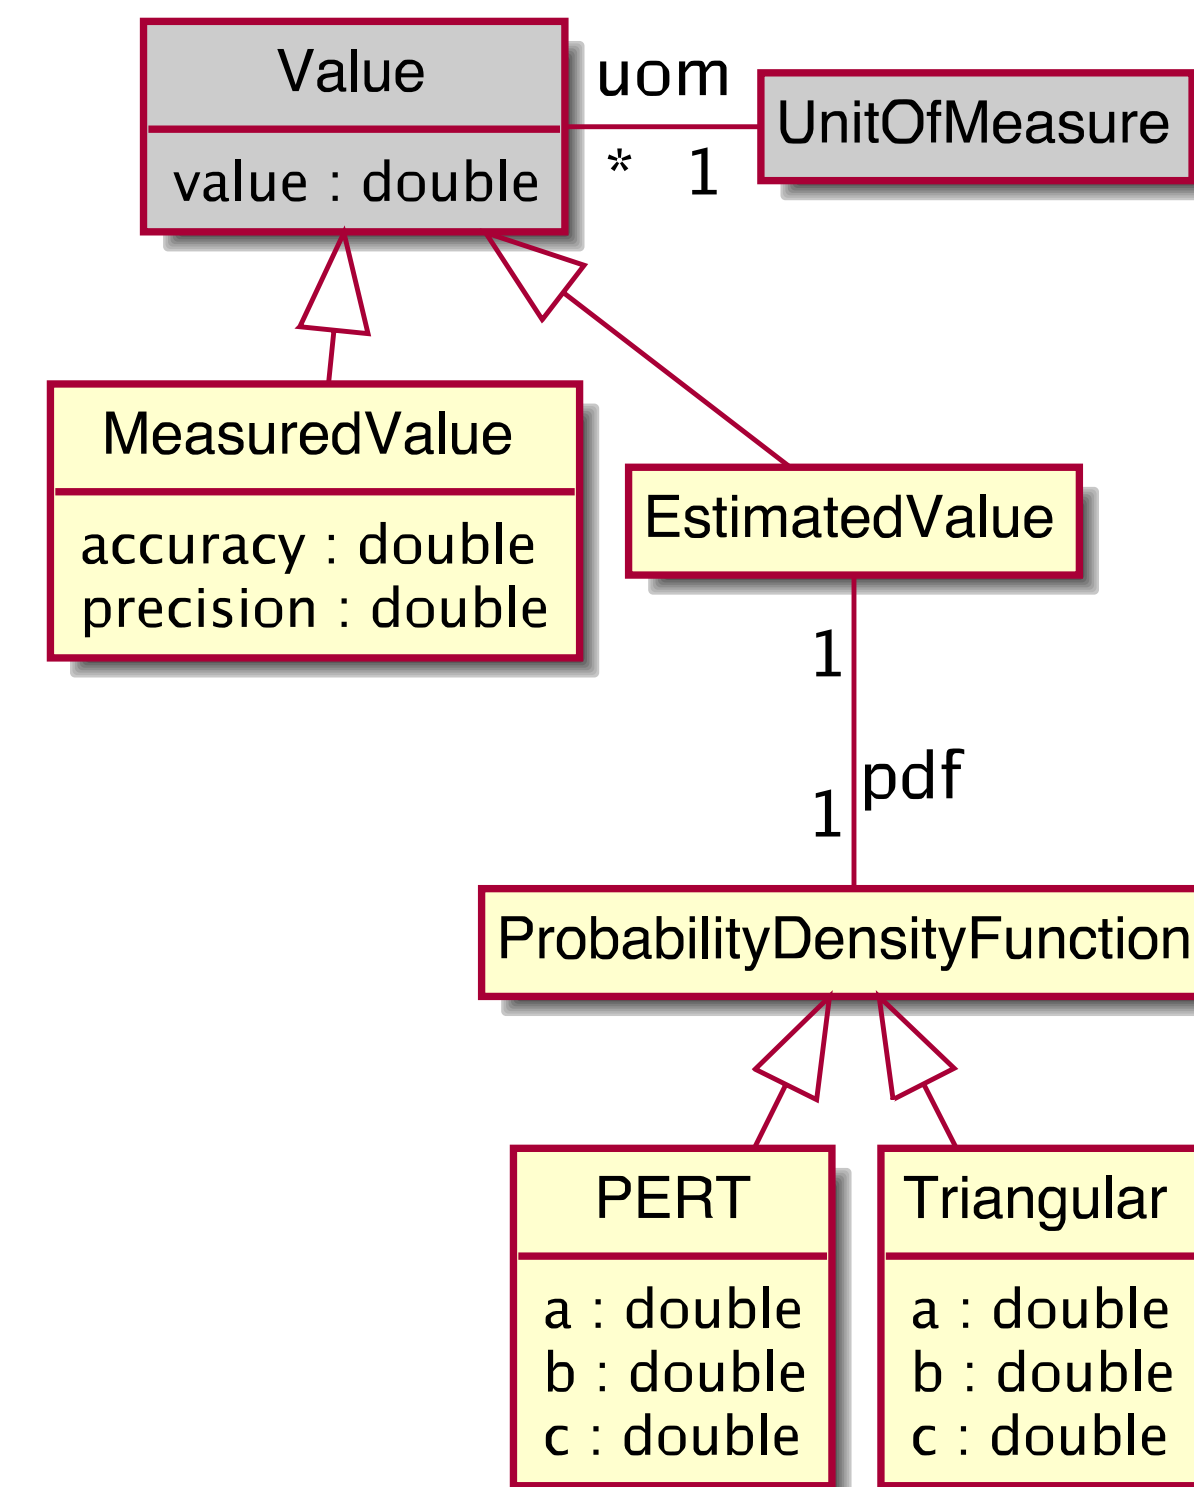 Value
value : double
uom
* 1
UnitOfMeasure
MeasuredValue
accuracy : double
precision : double
EstimatedValue
1
pdf
1
ProbabilityDensityFunction
PERT
a : double
b : double
c : double
Triangular
a : double
b : double
c : double